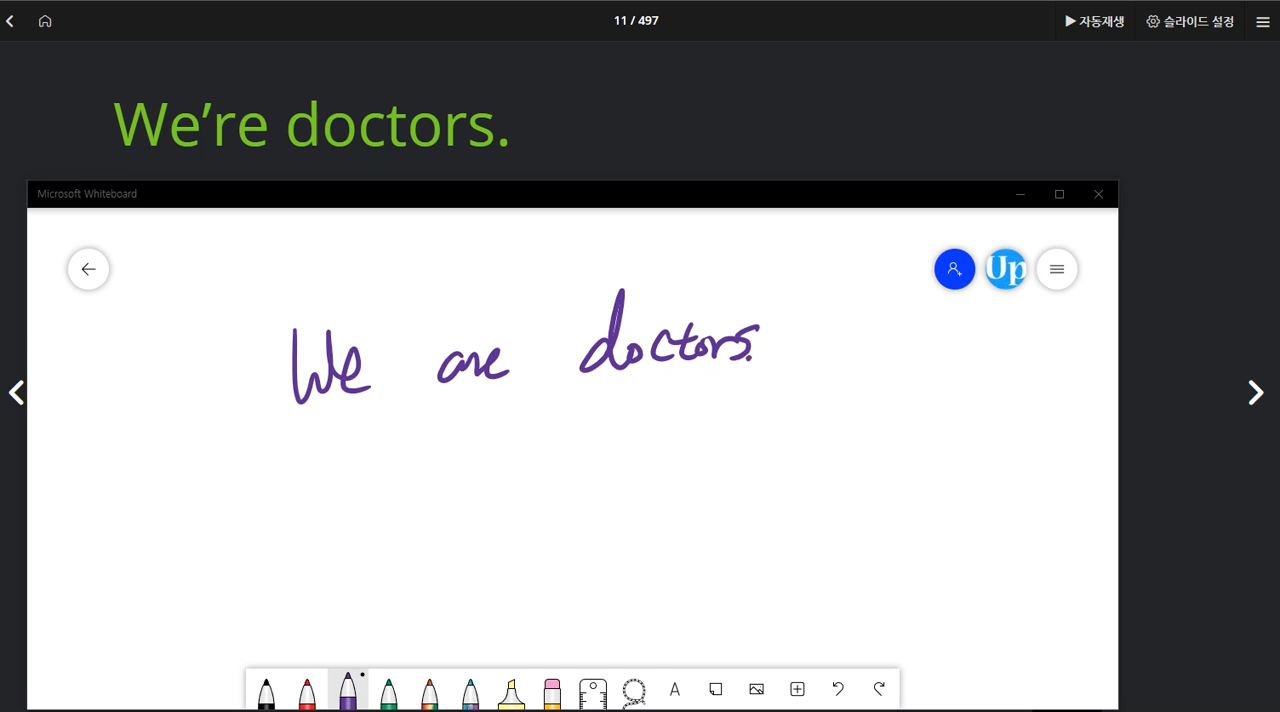 11 / 497
▶ 자동재생
슬라이드 설정
We’re doctors.
Microsoft Whiteboard
Up
We are doctors.
A